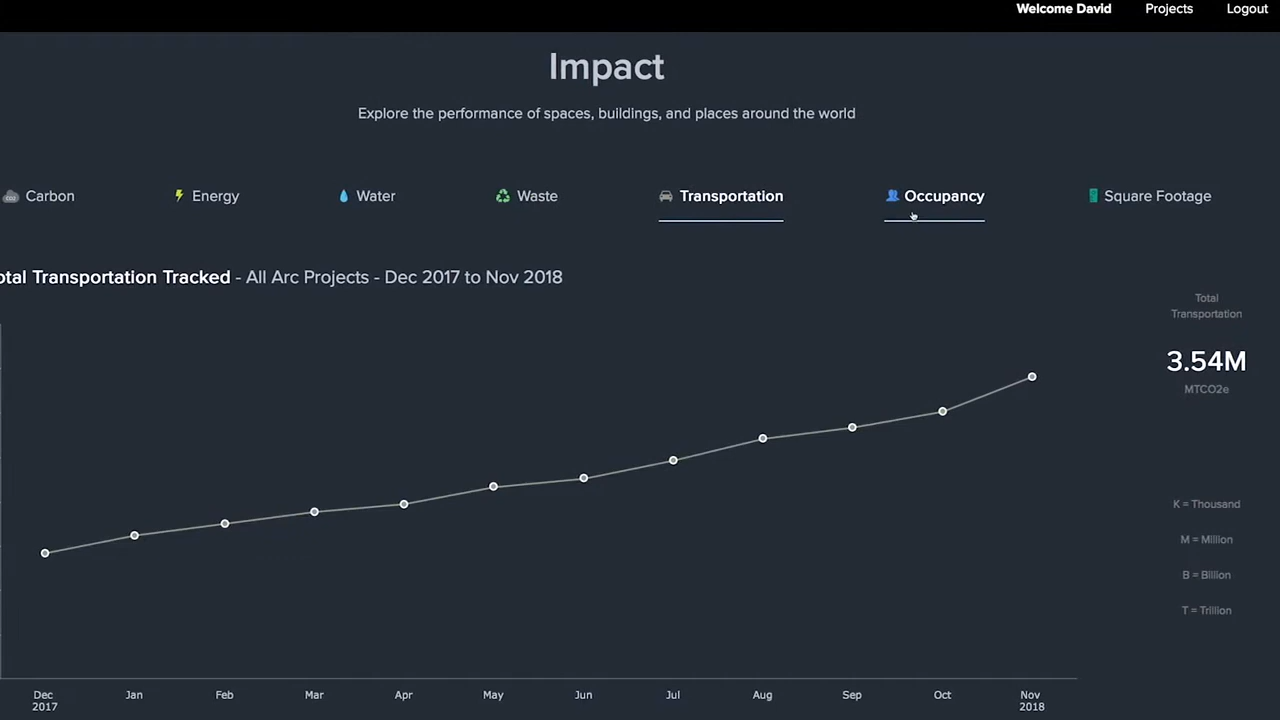 Welcome David Projects Logout
Impact
Explore the performance of spaces, buildings, and places around the world
Carbon Energy Water Waste Transportation Occupancy Square Footage
otal Transportation Tracked - All Arc Projects - Dec 2017 to Nov 2018
Total
Transportation
3.54M
MTCO2e
K = Thousand
M = Million
B = Billion
T = Trillion
Dec Jan Feb Mar Apr May Jun Jul Aug Sep Oct Nov
2017 2018